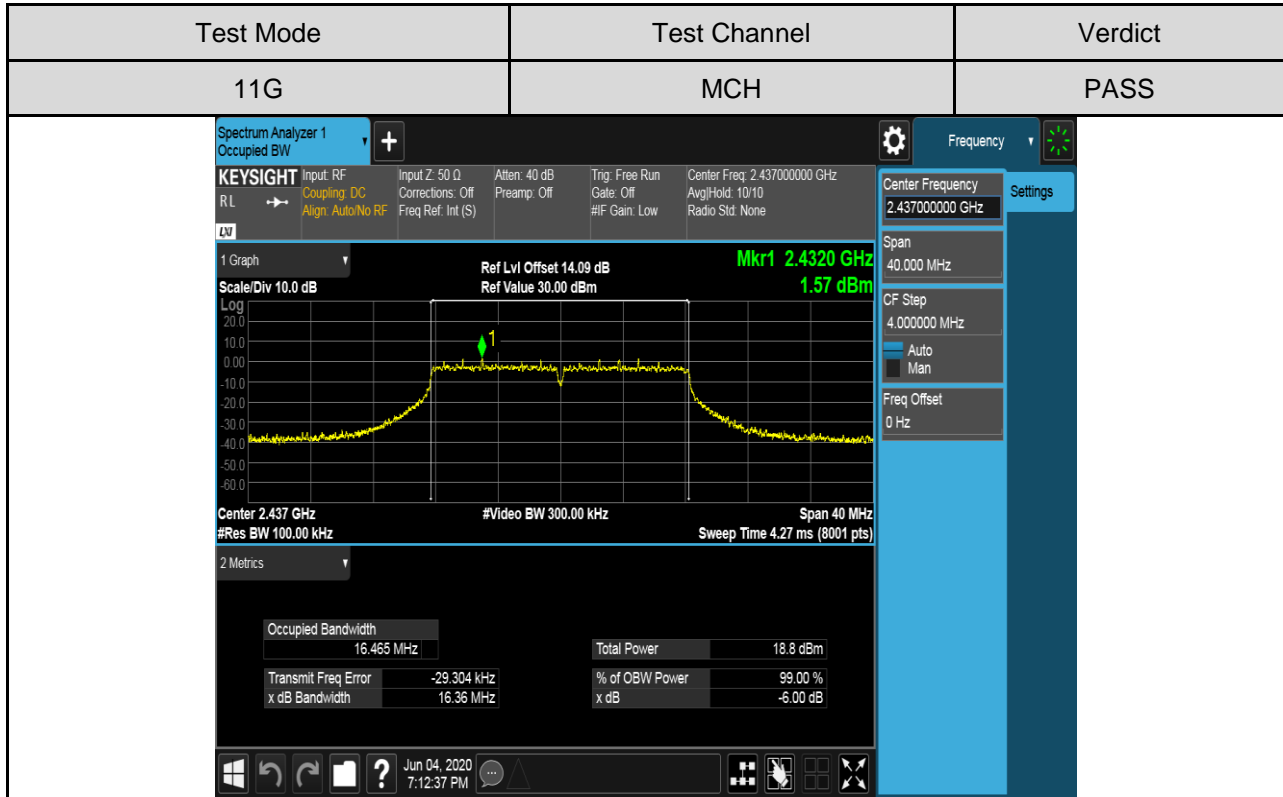 Test Mode Test Channel Verdict
11G MCH PASS
Spectrum Analyzer 1
Occupied BW
+
Frequency
KEYSIGHT Input: RF Input Z: 50 Ω Atten: 40 dB Trig: Free Run Center Freq: 2.437000000 GHz
RL Coupling: DC Corrections: Off Preamp: Off Gate: Off Avg|Hold: 10/10
Align: Auto/No RF Freq Ref: Int (S) #IF Gain: Low Radio Std: None
LXI
Center Frequency
2.437000000 GHz
Settings
Span
40.000 MHz
CF Step
4.000000 MHz
Auto
Man
Freq Offset
0 Hz
1 Graph Ref Lvl Offset 14.09 dB Mkr1 2.4320 GHz
Scale/Div 10.0 dB Ref Value 30.00 dBm 1.57 dBm
Log
20.0
10.0
1
0.00
-10.0
-20.0
-30.0
-40.0
-50.0
-60.0
Center 2.437 GHz #Video BW 300.00 kHz Span 40 MHz
#Res BW 100.00 kHz Sweep Time 4.27 ms (8001 pts)
2 Metrics
Occupied Bandwidth
16.465 MHz Total Power 18.8 dBm
Transmit Freq Error -29.304 kHz % of OBW Power 99.00 %
x dB Bandwidth 16.36 MHz x dB -6.00 dB
? Jun 04, 2020
7:12:37 PM